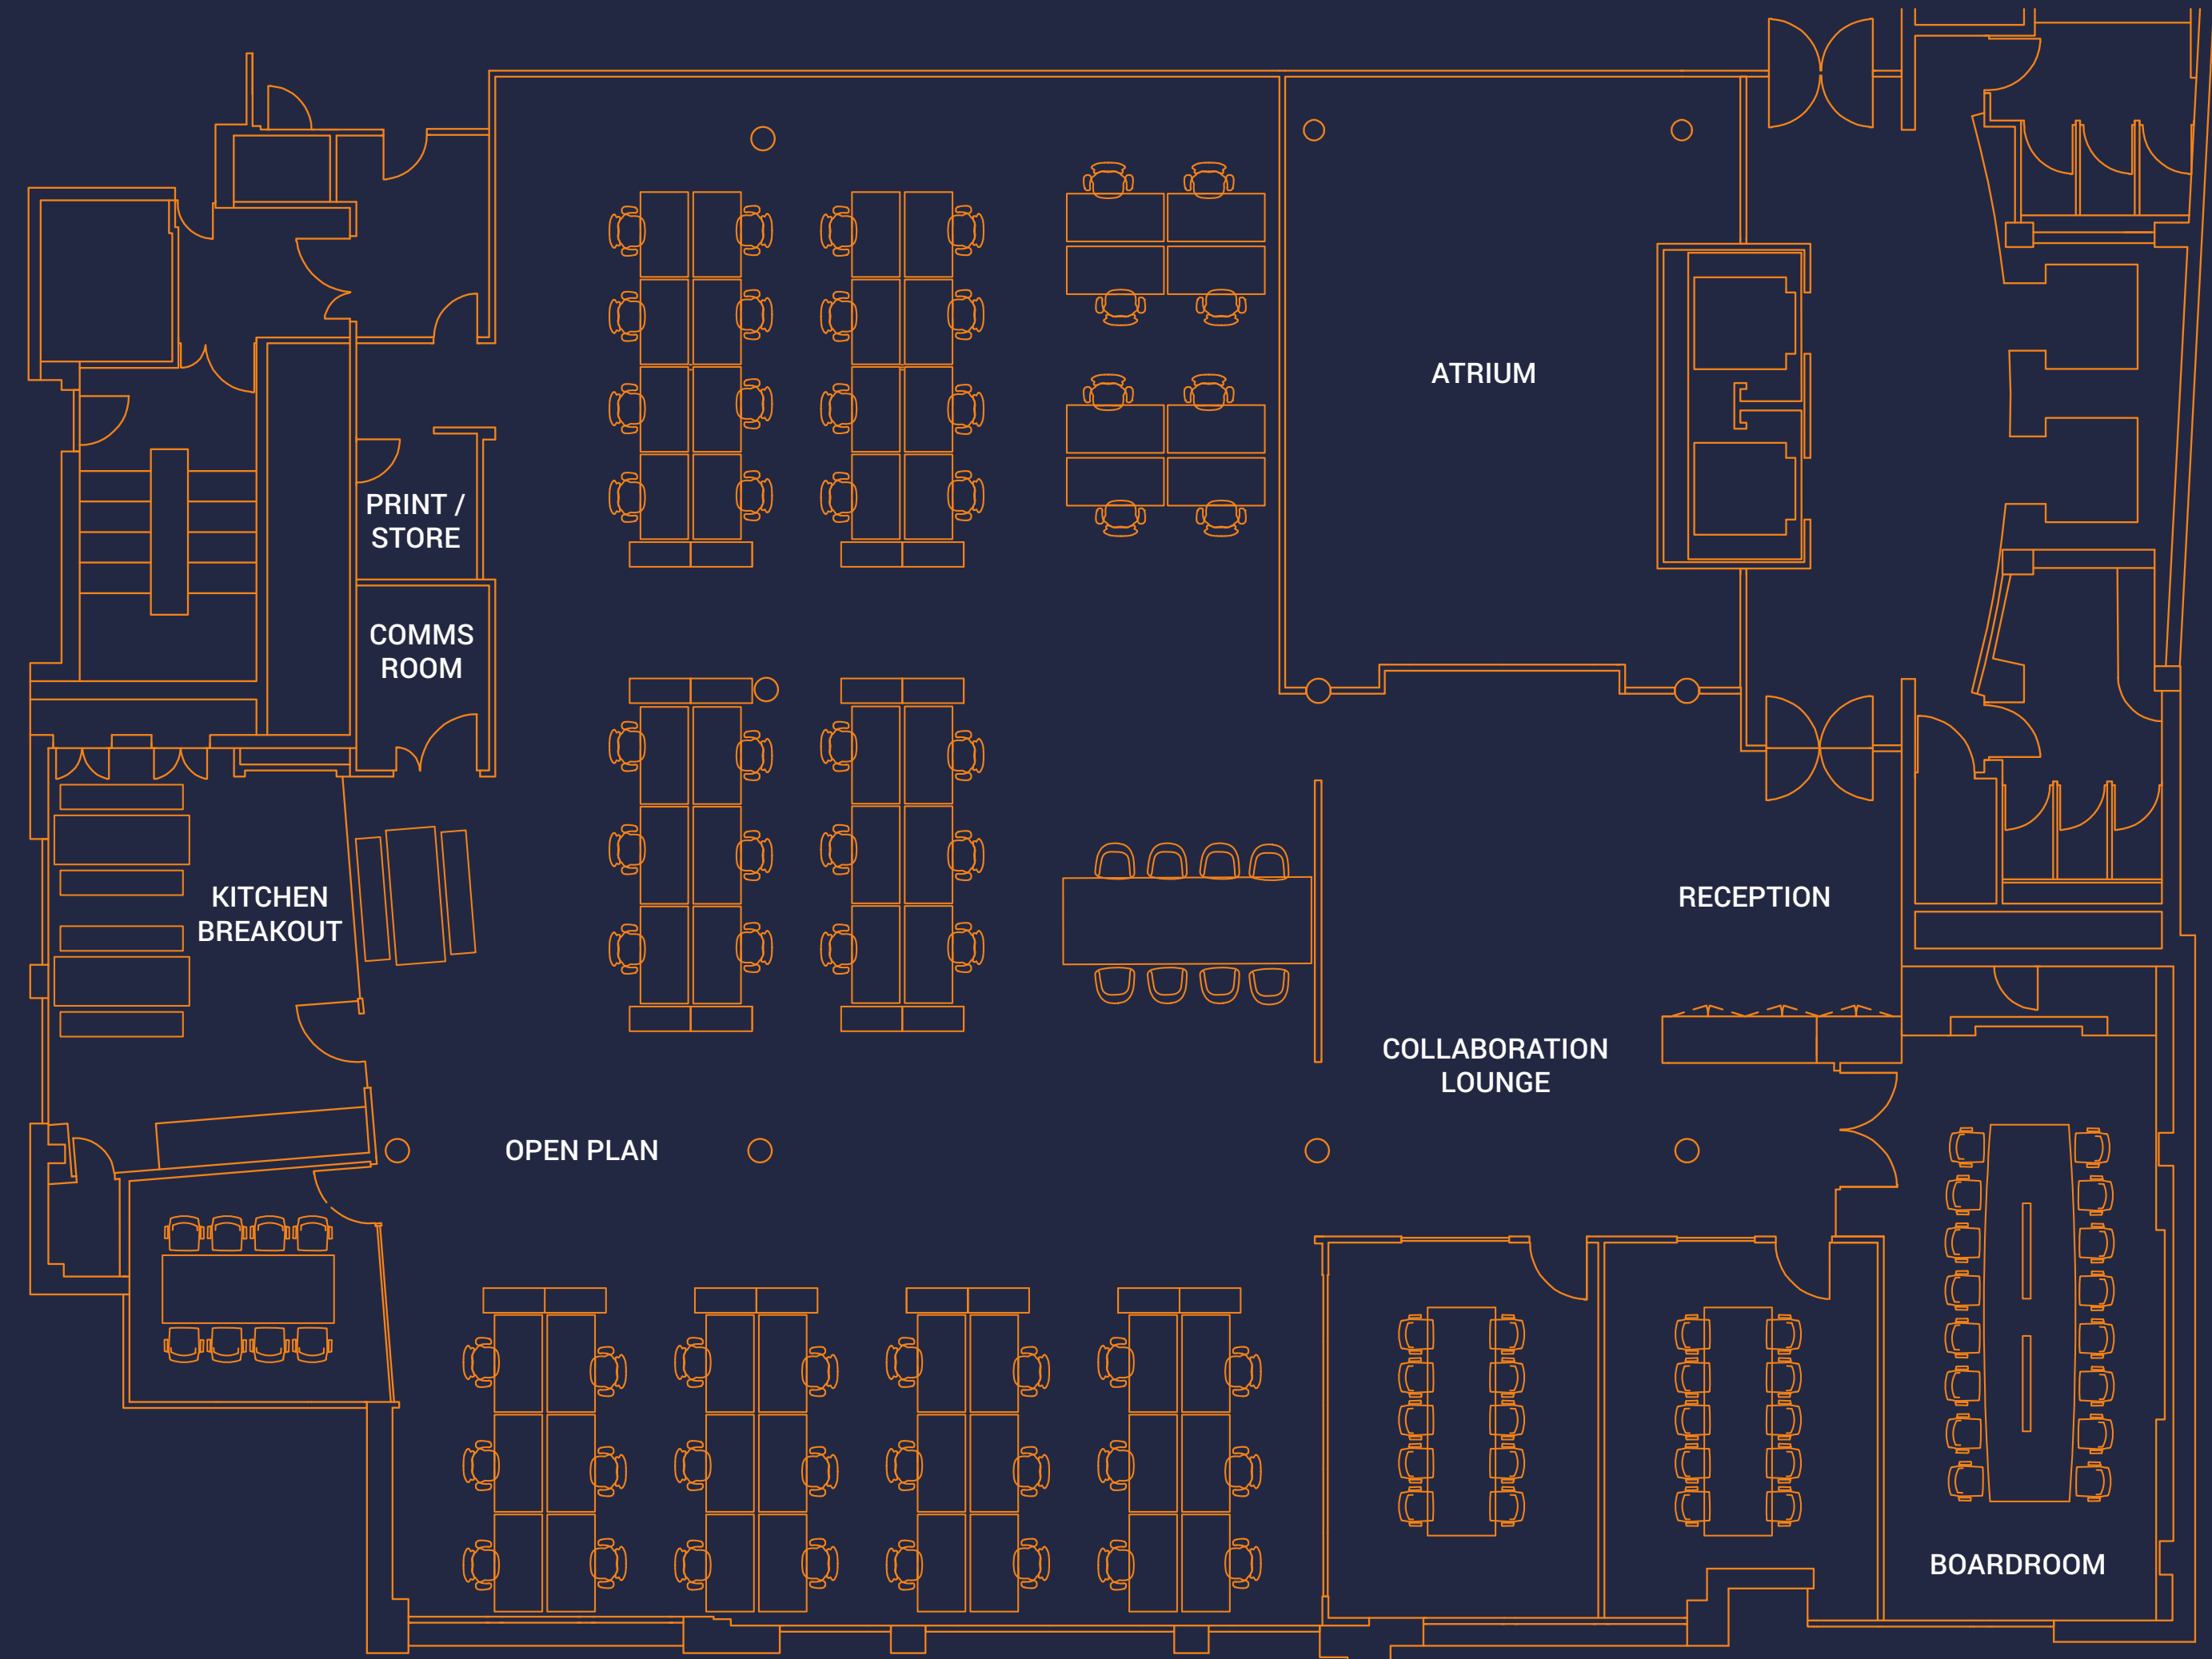 ATRIUM
PRINT /
STORE
COMMS
ROOM
KITCHEN
BREAKOUT
RECEPTION
COLLABORATION
LOUNGE
OPEN PLAN
BOARDROOM